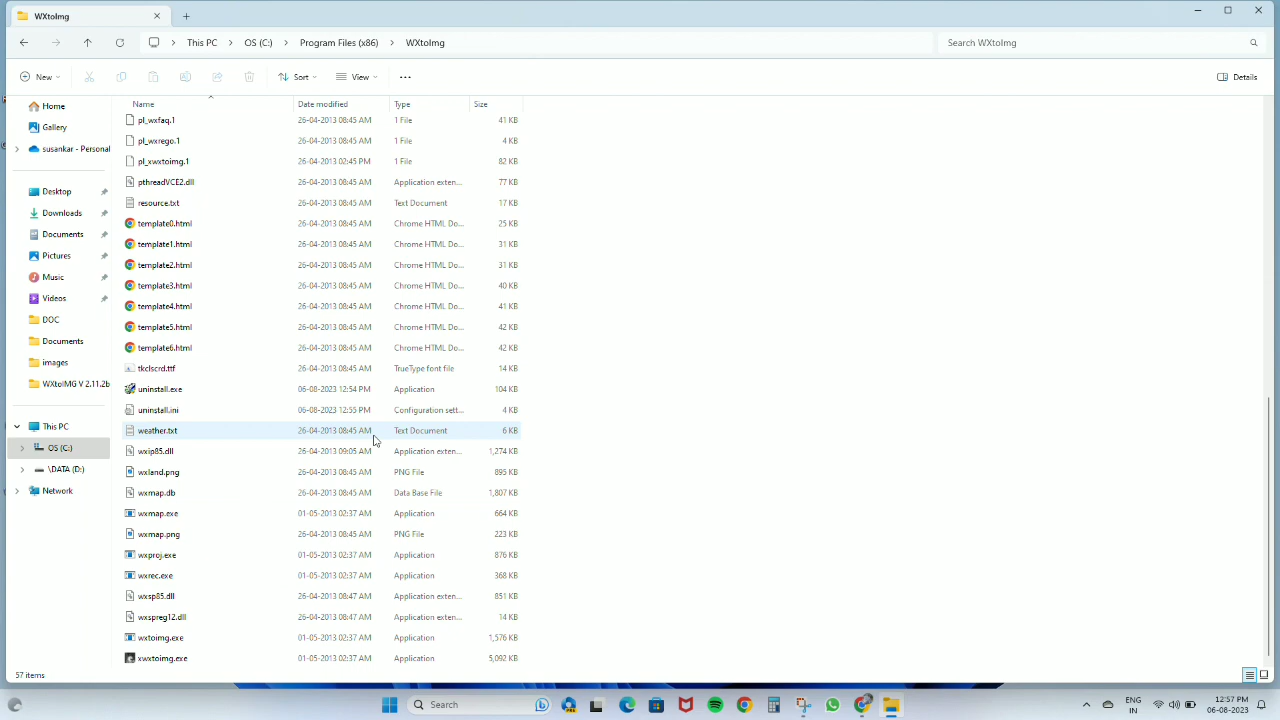 WXtoImg
This PC > OS (C:) > Program Files (x86) > WXtoImg
Search WXtoImg
New
Sort
View
Details
Name Date modified Type Size
Home
Gallery
susankar - Personal
Desktop
Downloads
Documents
Pictures
Music
Videos
DOC
Documents
images
WXtoIMG V 2.11.2b
This PC
OS (C:)
\DATA (D:)
Network
pl_wxfaq.1 26-04-2013 08:45 AM 1 File 41 KB
pl_wxrego.1 26-04-2013 08:45 AM 1 File 4 KB
pl_xwxtoimg.1 26-04-2013 02:45 PM 1 File 82 KB
pthreadVCE2.dll 26-04-2013 08:45 AM Application exten... 77 KB
resource.txt 26-04-2013 08:45 AM Text Document 17 KB
template0.html 26-04-2013 08:45 AM Chrome HTML Do... 25 KB
template1.html 26-04-2013 08:45 AM Chrome HTML Do... 31 KB
template2.html 26-04-2013 08:45 AM Chrome HTML Do... 31 KB
template3.html 26-04-2013 08:45 AM Chrome HTML Do... 40 KB
template4.html 26-04-2013 08:45 AM Chrome HTML Do... 41 KB
template5.html 26-04-2013 08:45 AM Chrome HTML Do... 42 KB
template6.html 26-04-2013 08:45 AM Chrome HTML Do... 42 KB
tkclscrd.ttf 26-04-2013 08:45 AM TrueType font file 14 KB
uninstall.exe 06-08-2023 12:54 PM Application 104 KB
uninstall.ini 06-08-2023 12:55 PM Configuration sett... 4 KB
weather.txt 26-04-2013 08:45 AM Text Document 6 KB
wxip85.dll 26-04-2013 09:05 AM Application exten... 1,274 KB
wxland.png 26-04-2013 08:45 AM PNG File 895 KB
wxmap.db 26-04-2013 08:45 AM Data Base File 1,807 KB
wxmap.exe 01-05-2013 02:37 AM Application 664 KB
wxmap.png 26-04-2013 08:45 AM PNG File 223 KB
wxproj.exe 01-05-2013 02:37 AM Application 876 KB
wxrec.exe 01-05-2013 02:37 AM Application 368 KB
wxsp85.dll 26-04-2013 08:47 AM Application exten... 851 KB
wxspreg12.dll 26-04-2013 08:47 AM Application exten... 14 KB
wxtoimg.exe 01-05-2013 02:37 AM Application 1,576 KB
xwxtoimg.exe 01-05-2013 02:37 AM Application 5,092 KB
57 items
Search
ENG
IN
12:57 PM
06-08-2023